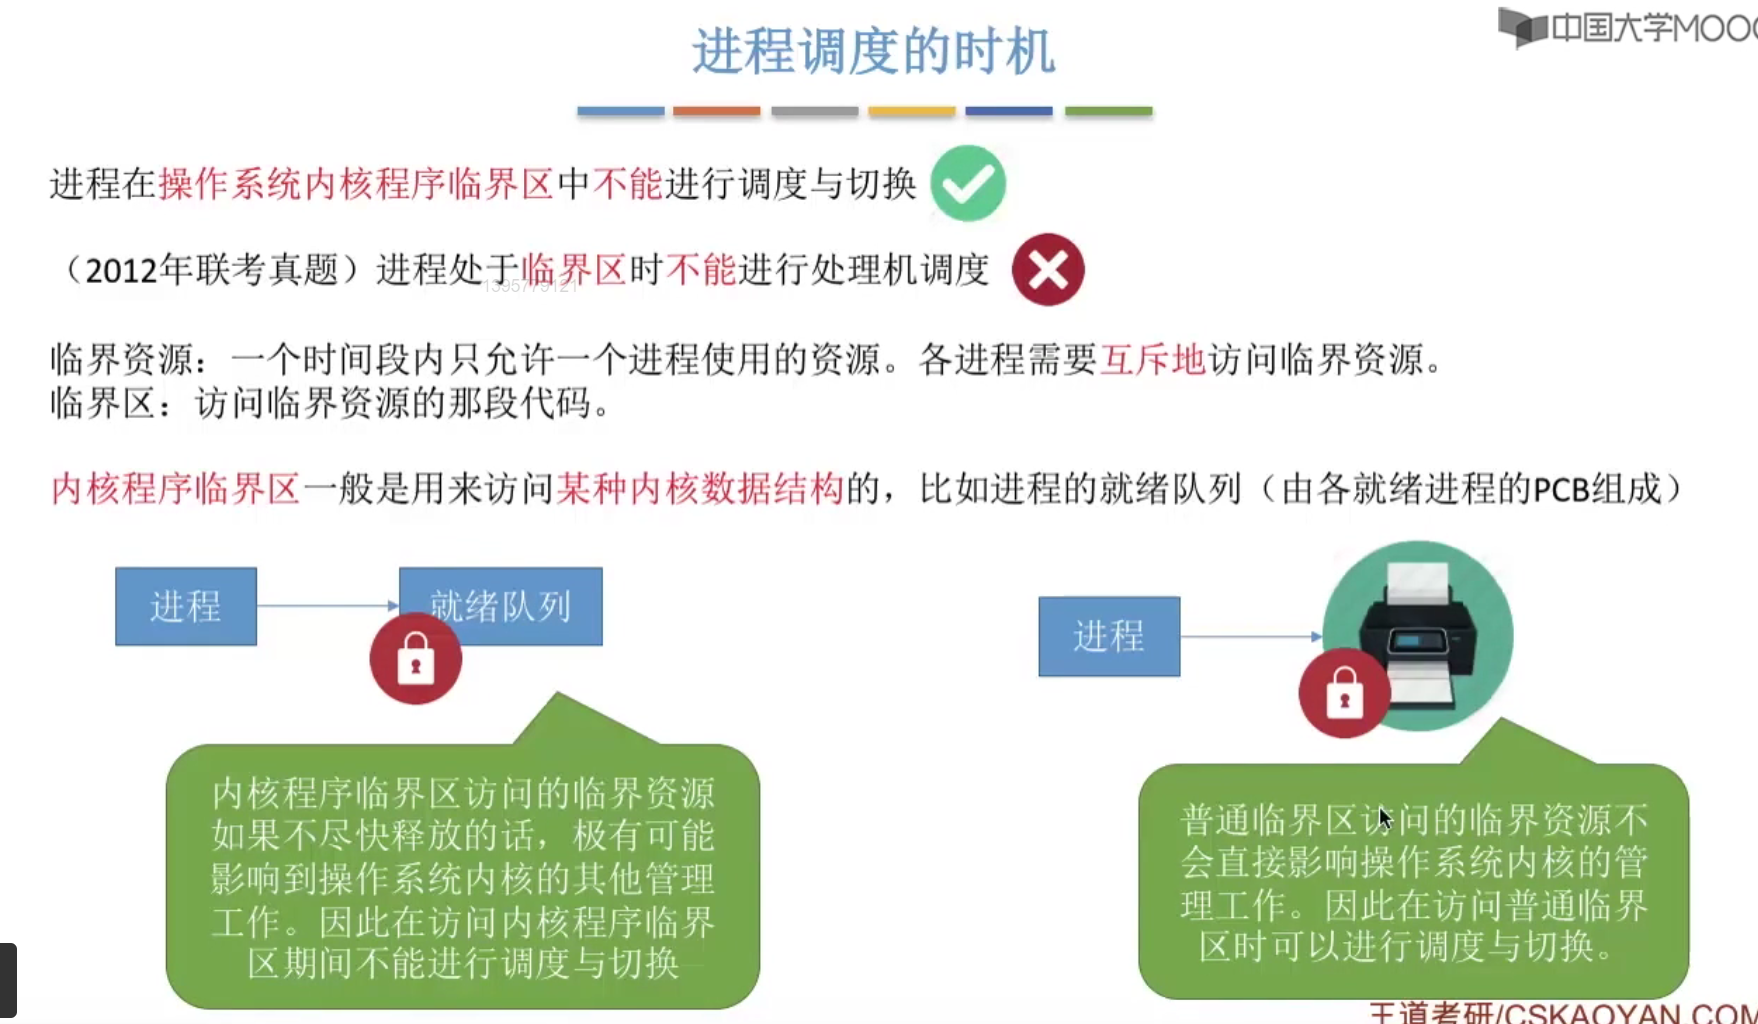 进程调度的时机
中国大学MOOC
进程在操作系统内核程序临界区中不能进行调度与切换
（2012年联考真题）进程处于临界区时不能进行处理机调度
1395779121
临界资源：一个时间段内只允许一个进程使用的资源。各进程需要互斥地访问临界资源。
临界区：访问临界资源的那段代码。
内核程序临界区一般是用来访问某种内核数据结构的，比如进程的就绪队列（由各就绪进程的PCB组成）
进程
就绪队列
进程
内核程序临界区访问的临界资源
如果不尽快释放的话，极有可能
影响到操作系统内核的其他管理
工作。因此在访问内核程序临界
区期间不能进行调度与切换
普通临界区访问的临界资源不
会直接影响操作系统内核的管
理工作。因此在访问普通临界
区时可以进行调度与切换。
王道考研/CSKAOYAN.COM